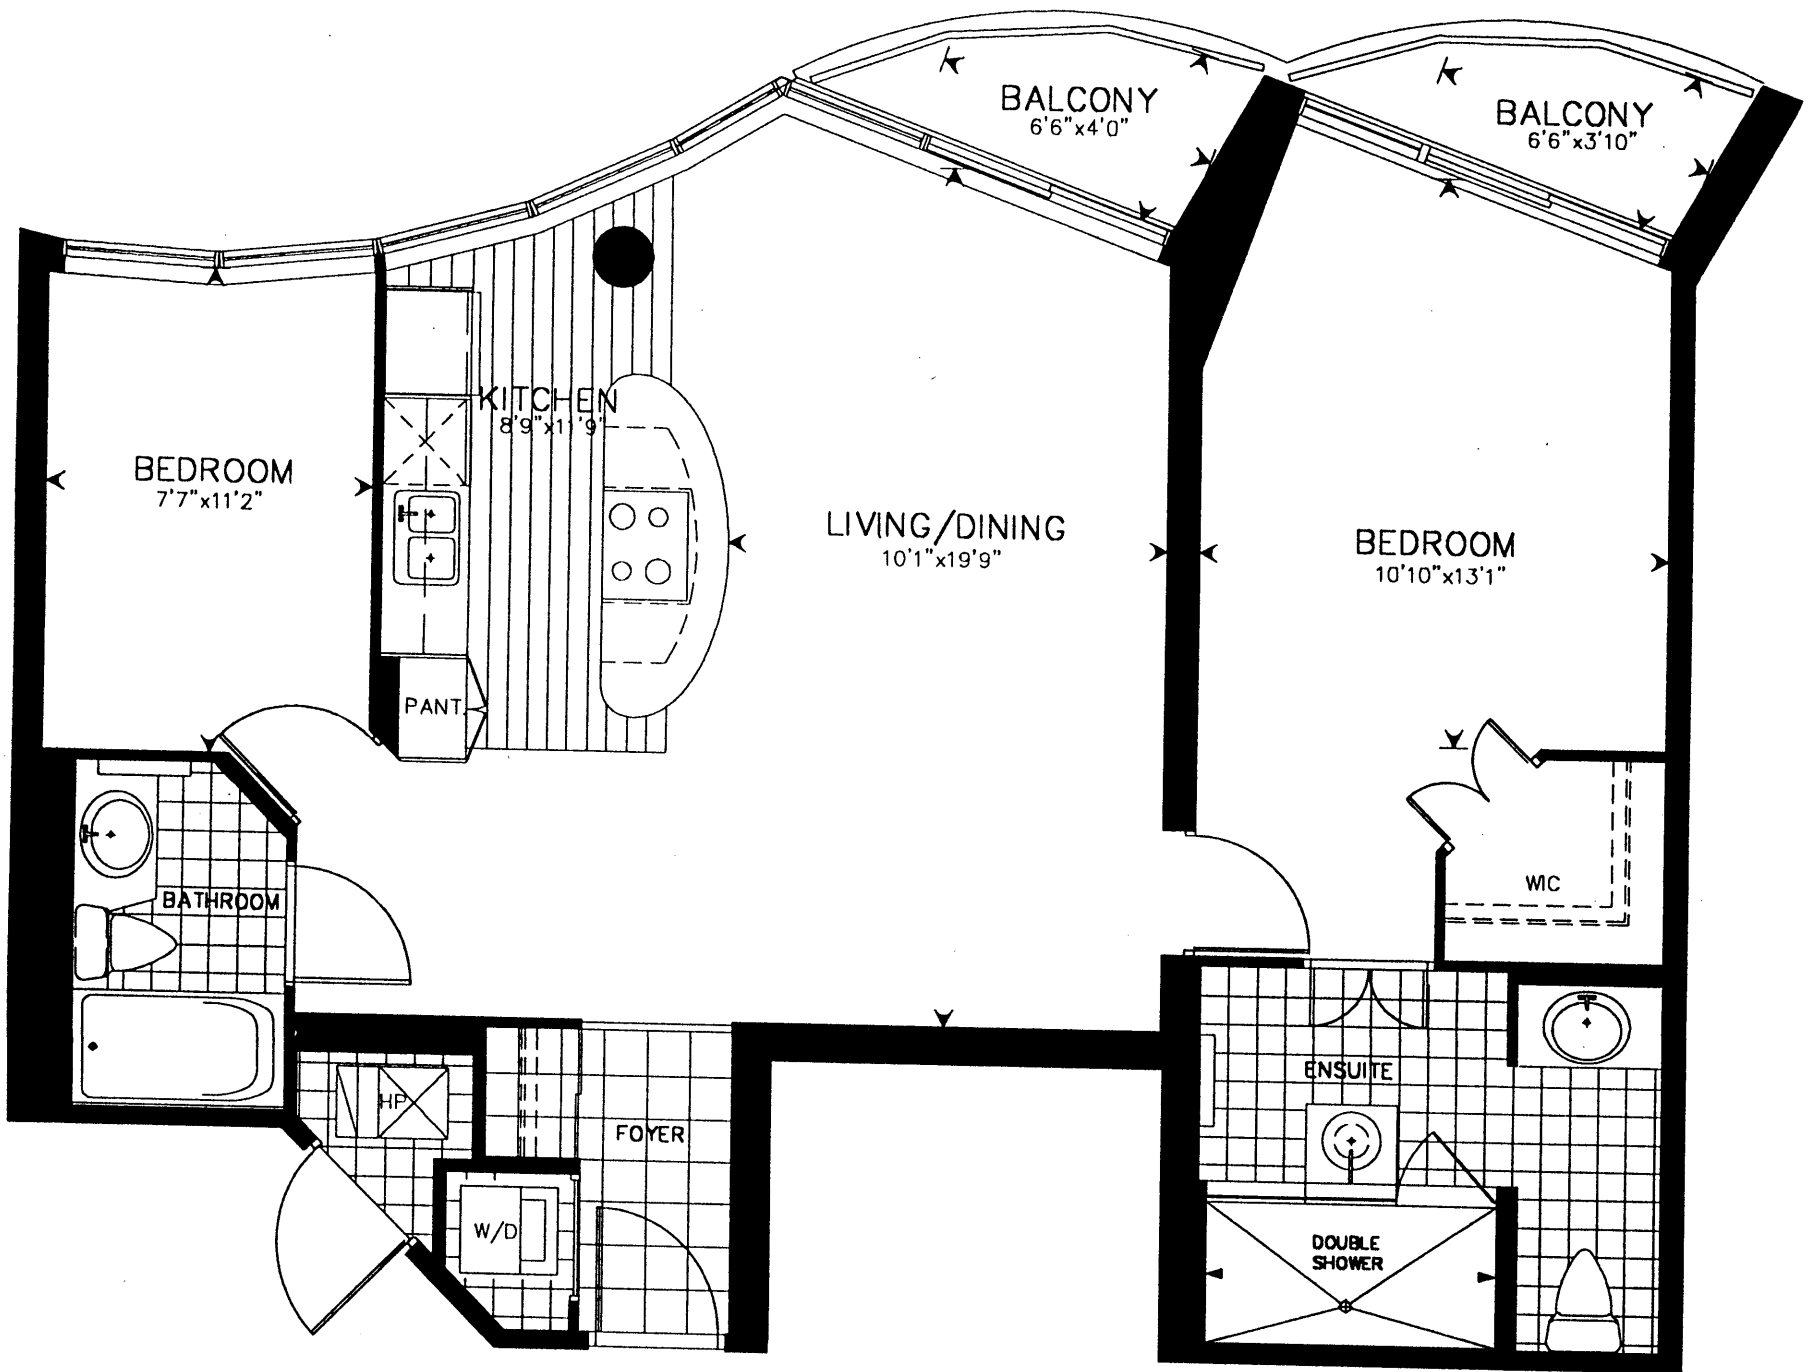 BALCONY
6'6"x4'0"
BALCONY
6'6"x3'10"
KITCHEN
8'9"x11'9"
BEDROOM
7'7"x11'2"
LIVING/DINING
10'1"x19'9"
BEDROOM
10'10"x13'1"
PANT.
WIC
BATHROOM
ENSUITE
HP
FOYER
W/D
DOUBLE
SHOWER